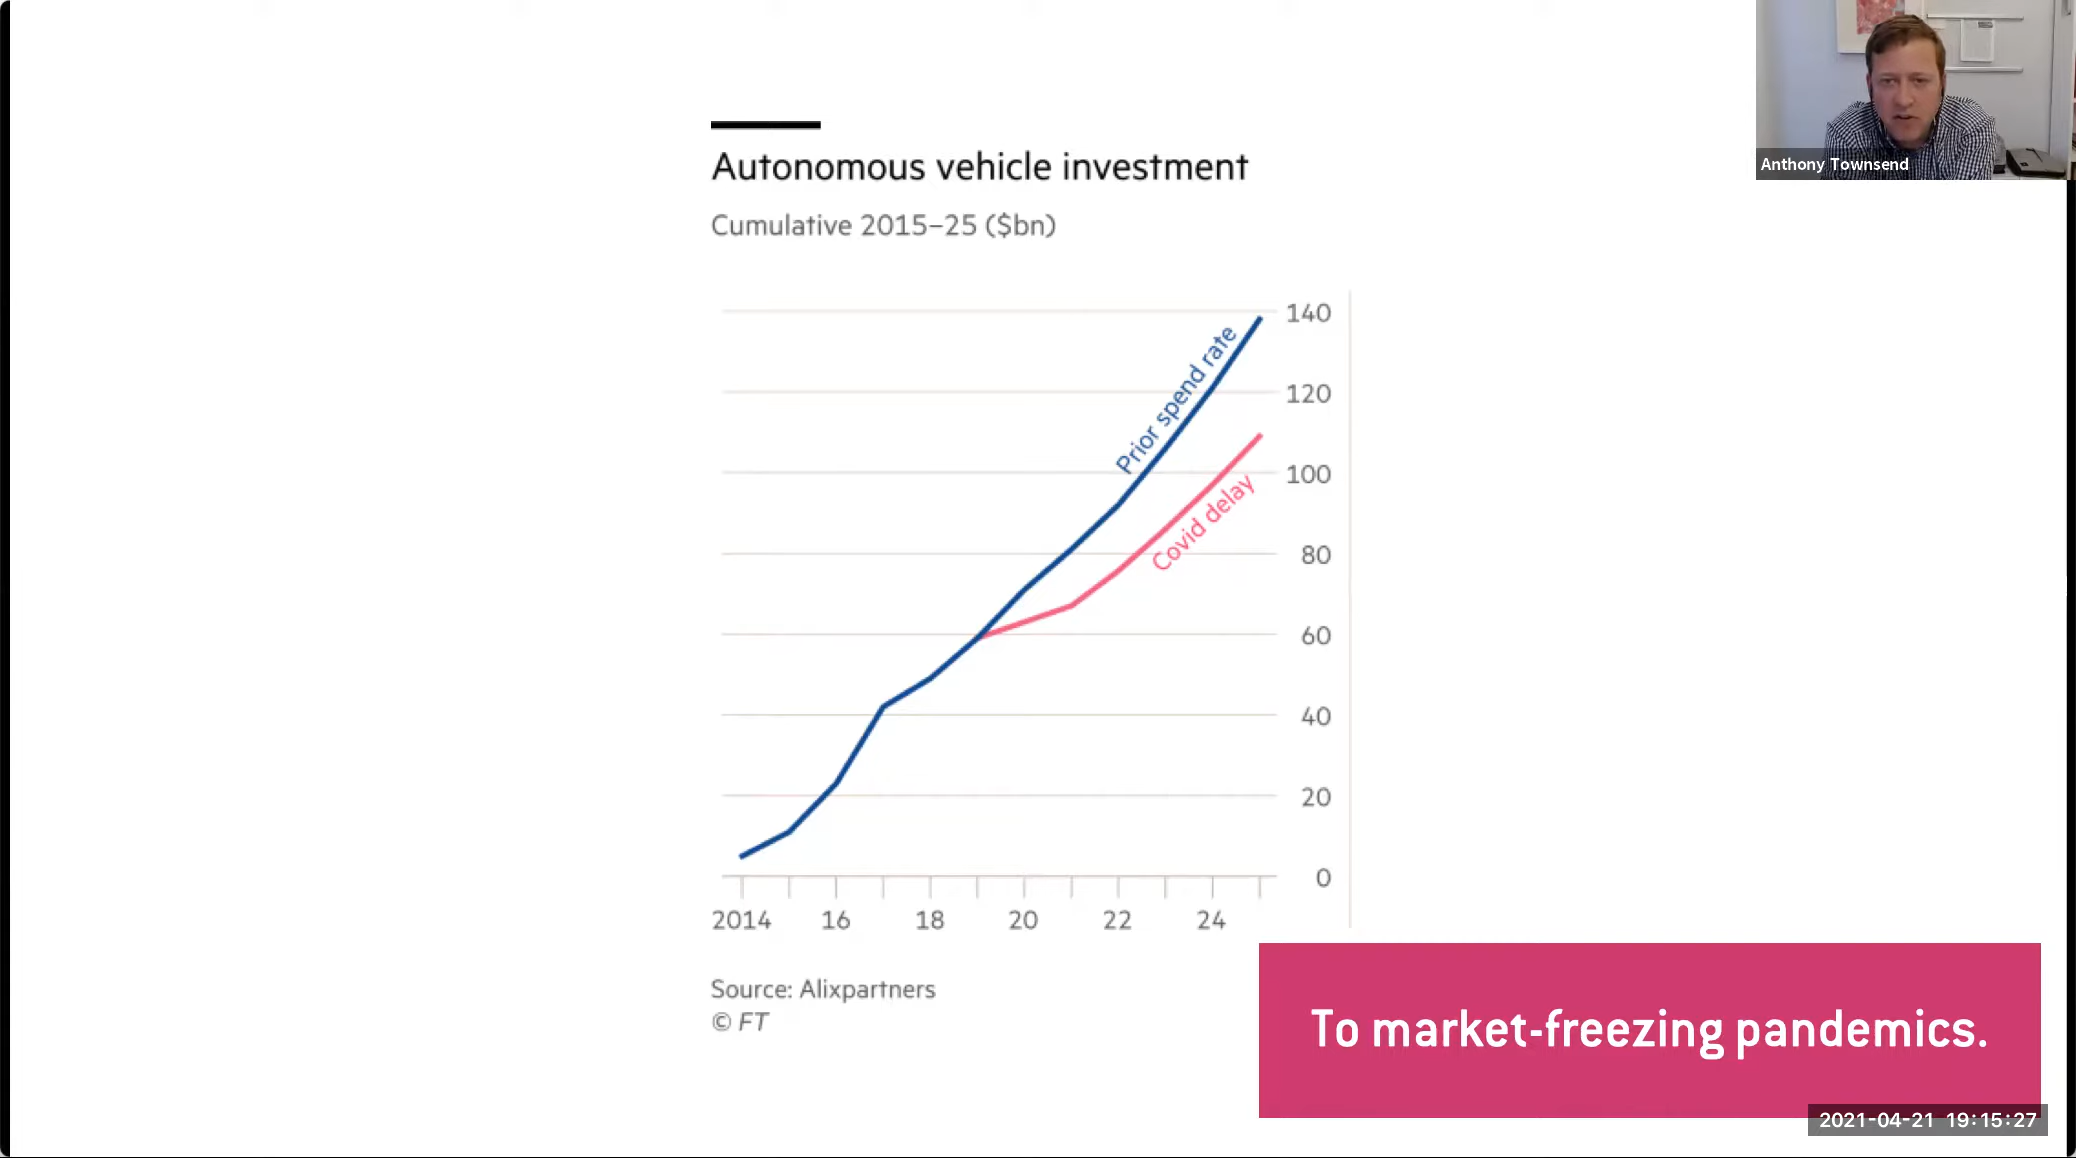 Anthony Townsend
Autonomous vehicle investment
Cumulative 2015–25 ($bn)
140
120
100
80
60
40
20
0
Prior spend rate
Covid delay
2014 16 18 20 22 24
Source: Alixpartners
© FT
To market-freezing pandemics.
2021-04-21 19:15:27